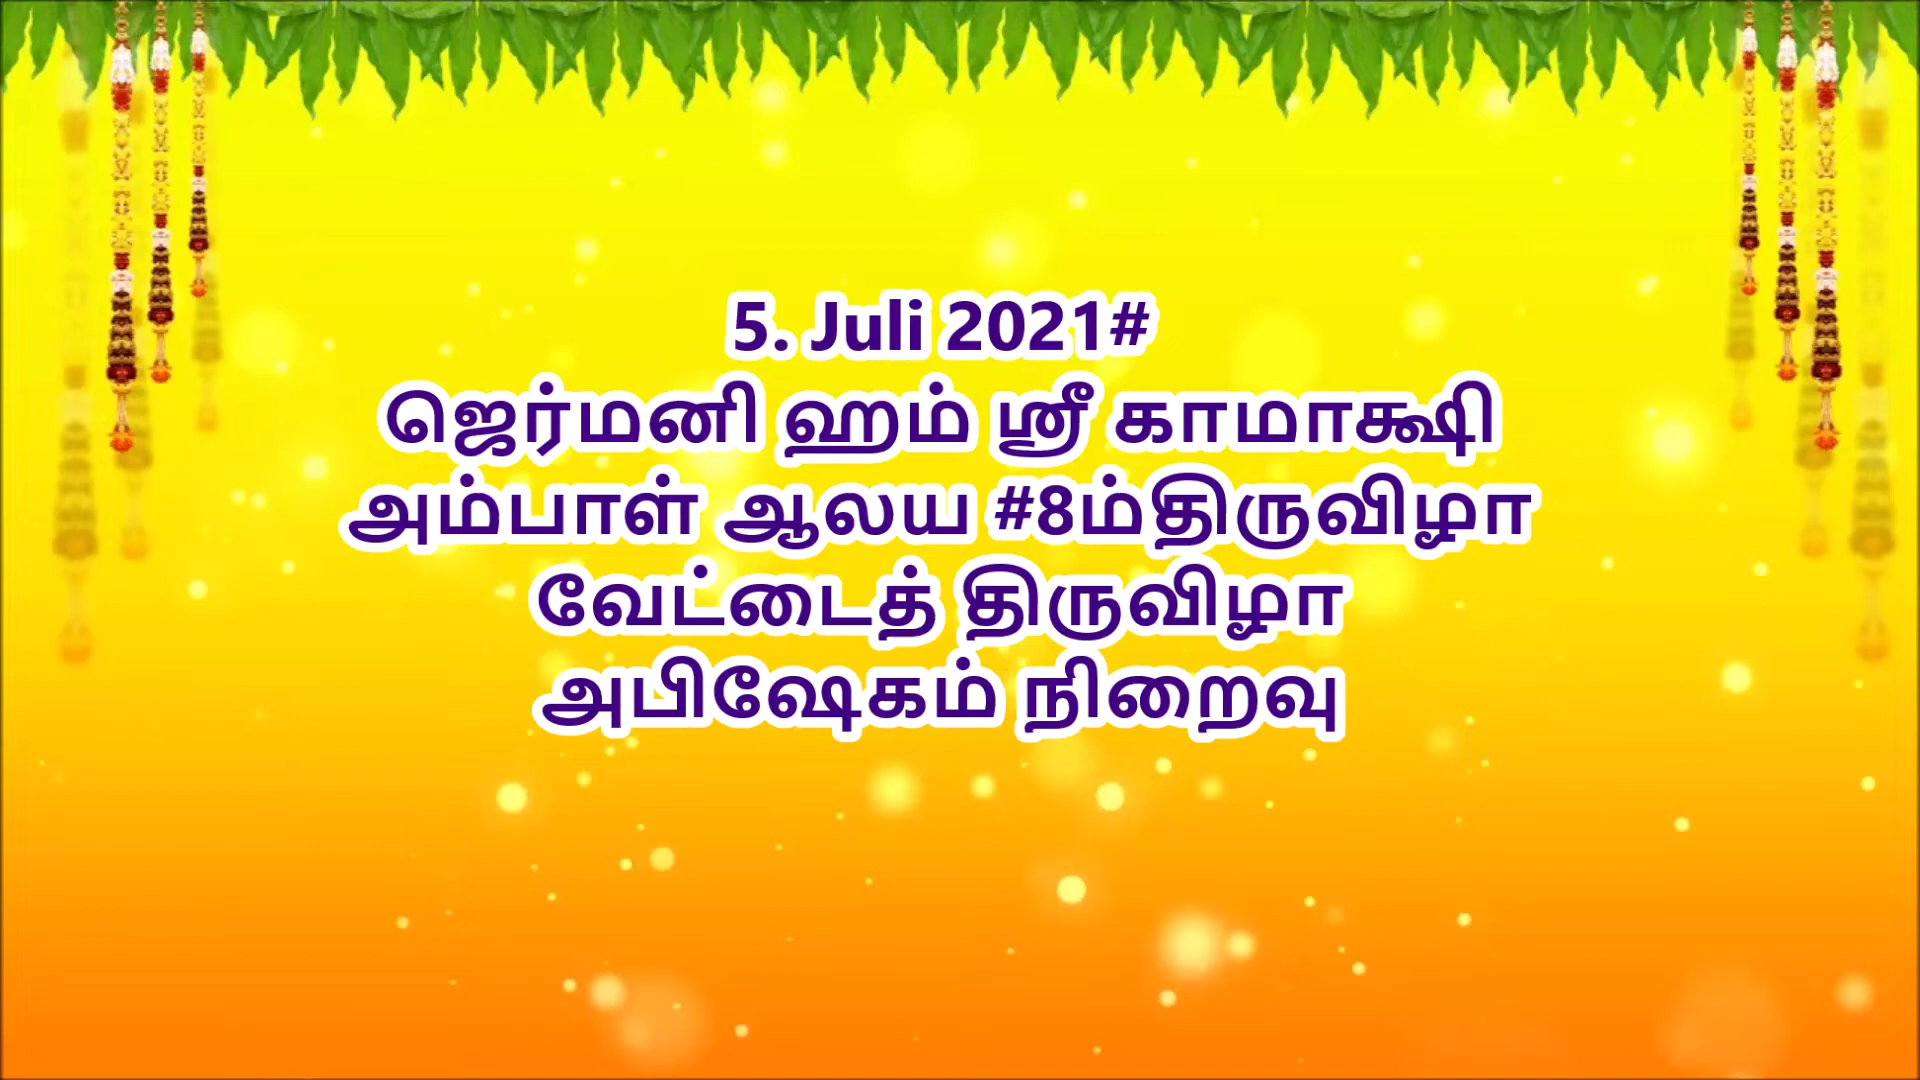 5. Juli 2021#
ஜெர்மனி ஹம் ஸ்ரீ காமாக்ஷி
அம்பாள் ஆலய #8ம்திருவிழா
வேட்டைத் திருவிழா
அபிஷேகம் நிறைவு